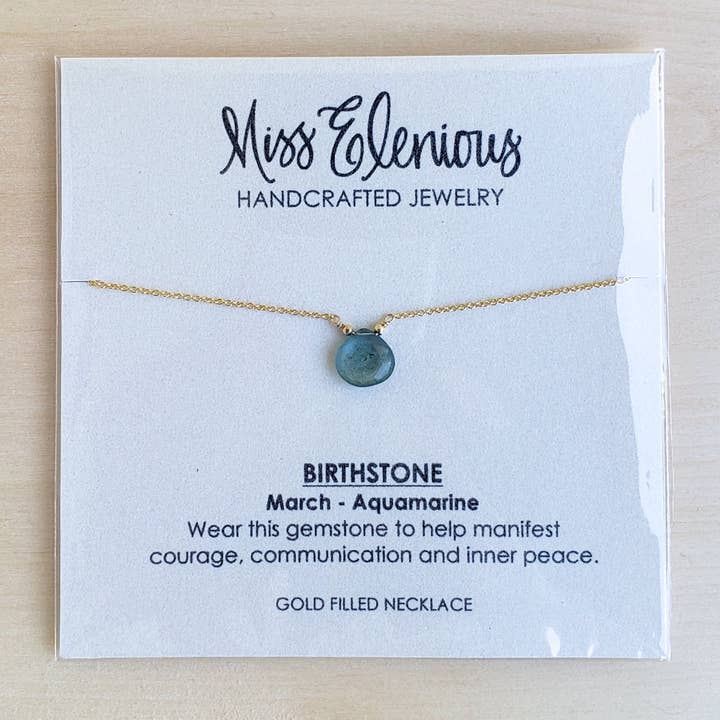 Miss Elenious
HANDCRAFTED JEWELRY
BIRTHSTONE
March - Aquamarine
Wear this gemstone to help manifest
courage, communication and inner peace.
GOLD FILLED NECKLACE